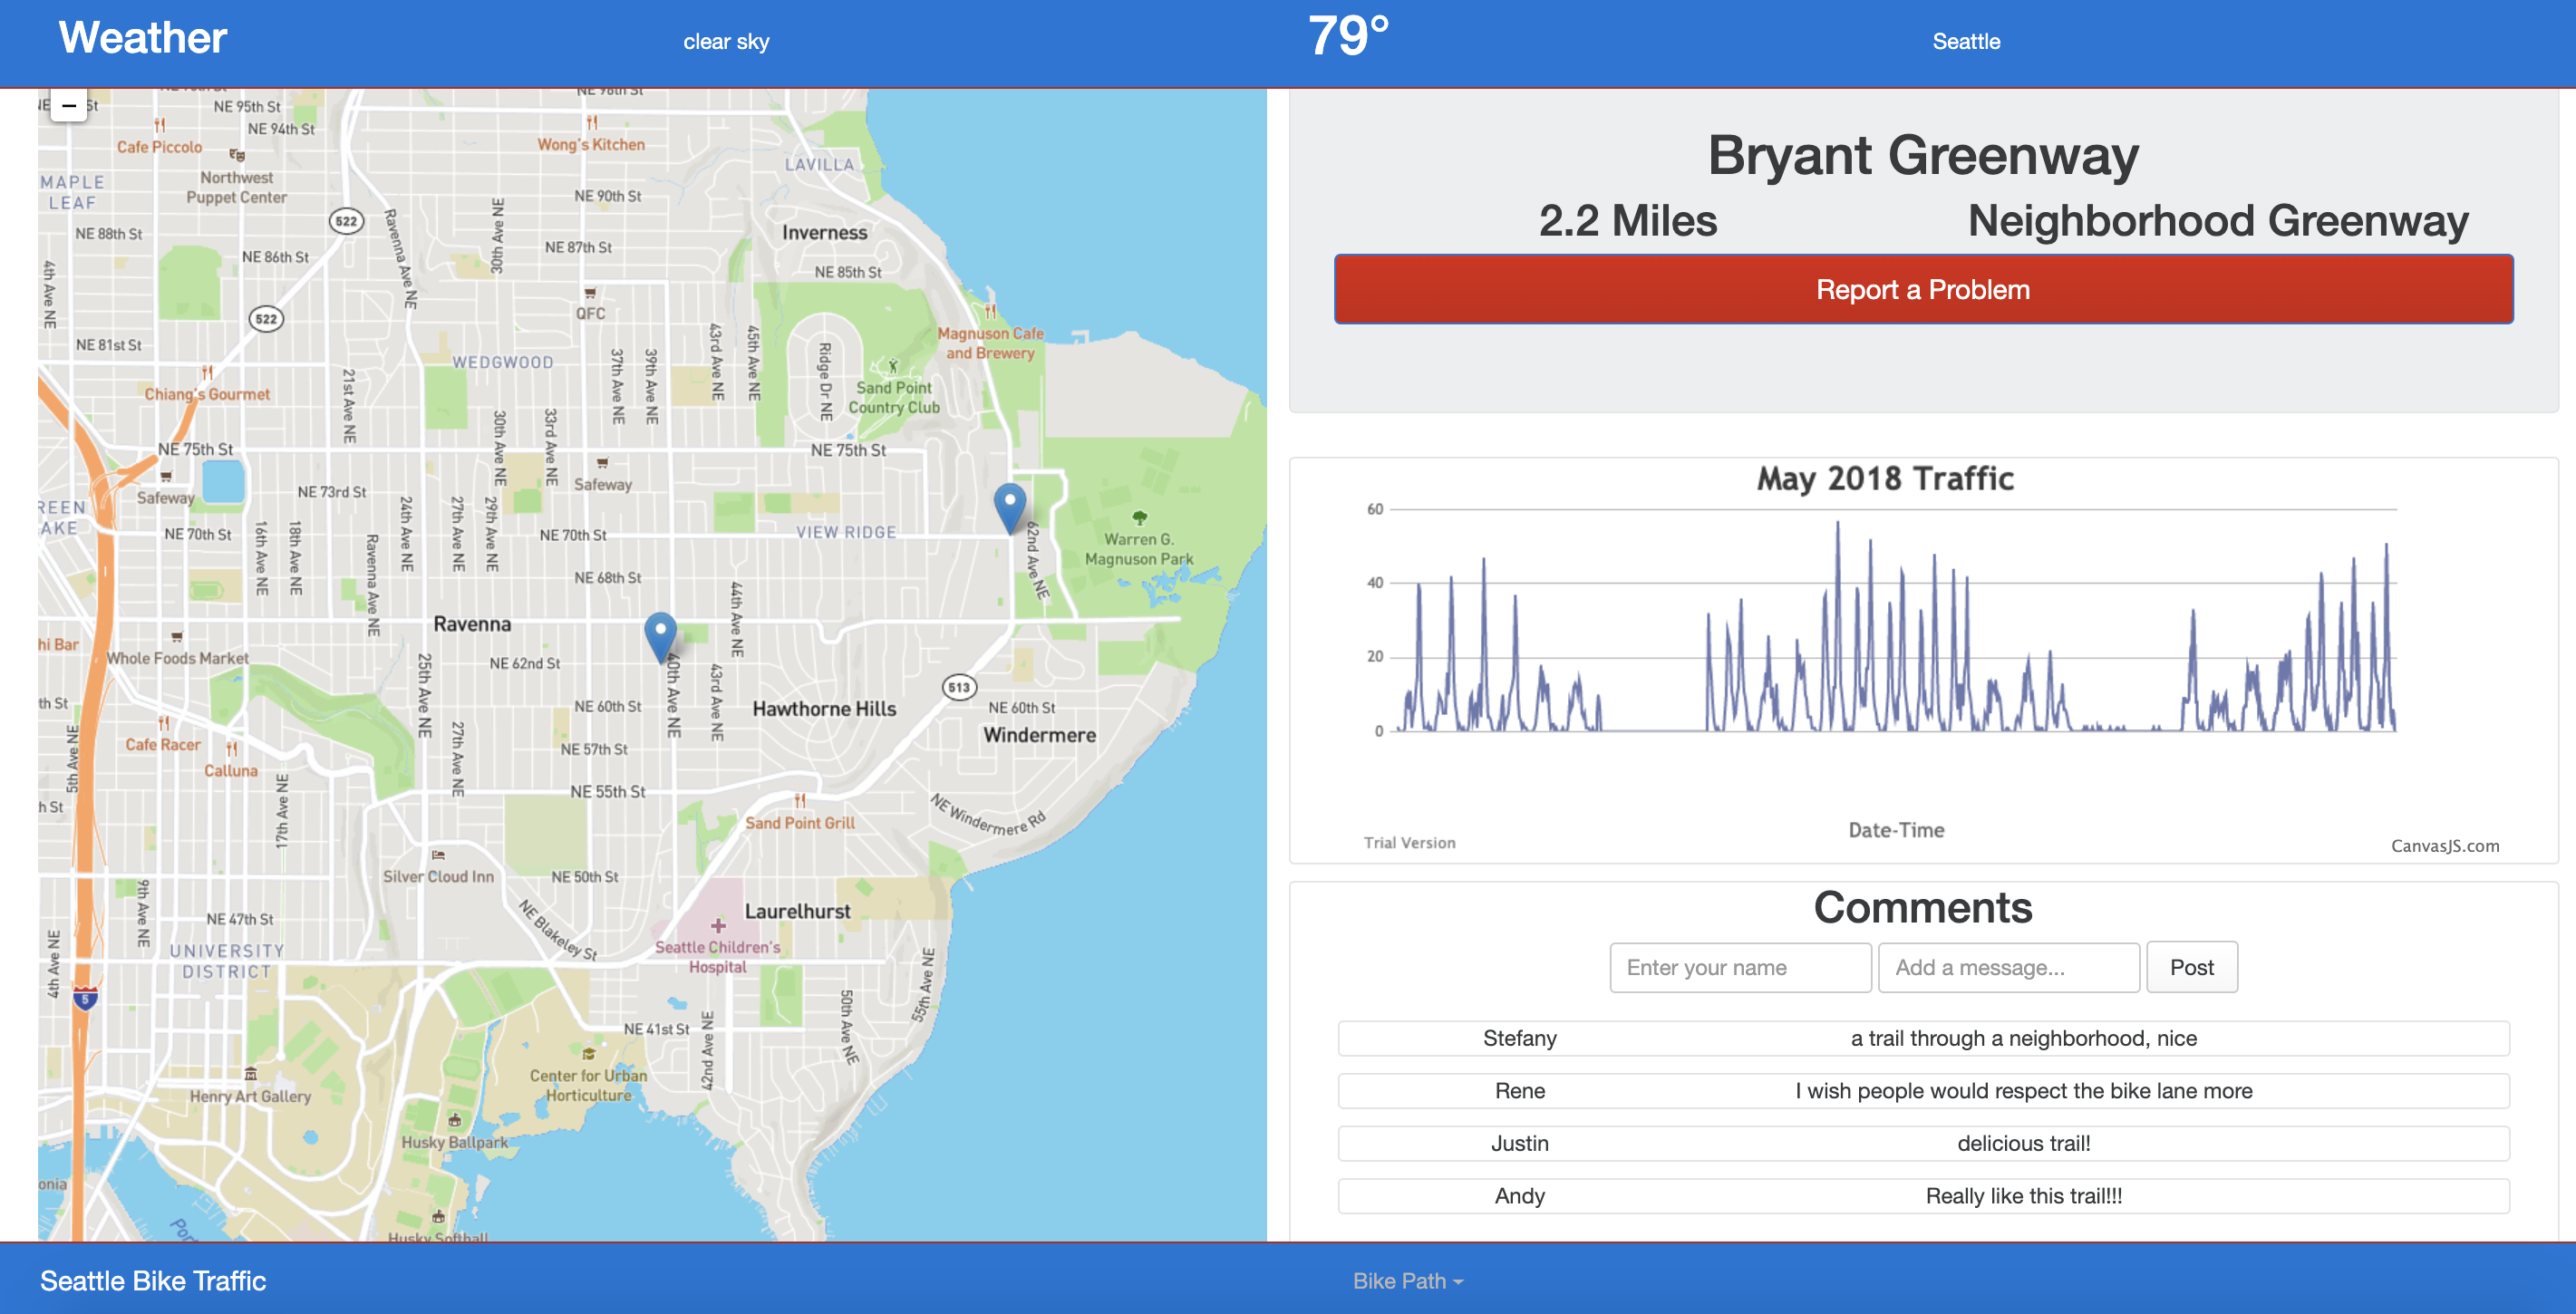 Weather
clear sky
79°
Seattle
−
NE 95th St
NE 94th St
Cafe Piccolo
Wong's Kitchen
LAVILLA
MAPLE
LEAF
Northwest
Puppet Center
NE 90th St
522
Ravenna Ave NE
30th Ave NE
NE 88th St
NE 87th St
Inverness
NE 86th St
NE 85th St
4th Ave NE
QFC
522
NE 81st St
Magnuson Cafe
and Brewery
43rd Ave NE
45th Ave NE
Ridge Dr NE
37th Ave NE
39th Ave NE
WEDGWOOD
21st Ave NE
Chiang's Gourmet
Sand Point
Country Club
30th Ave NE
33rd Ave NE
NE 75th St
NE 75th St
Safeway
Safeway
NE 73rd St
24th Ave NE
27th Ave NE
29th Ave NE
16th Ave NE
18th Ave NE
Ravenna Ave NE
NE 70th St
NE 70th St
VIEW RIDGE
62nd Ave NE
Warren G.
Magnuson Park
NE 68th St
44th Ave NE
Ravenna
hi Bar
Whole Foods Market
NE 62nd St
25th Ave NE
40th Ave NE
43rd Ave NE
513
th St
NE 60th St
Hawthorne Hills
NE 60th St
Windermere
Cafe Racer
Calluna
5th Ave NE
27th Ave NE
NE 57th St
17th Ave NE
h St
NE 55th St
Sand Point Grill
NE Windermere Rd
Silver Cloud Inn
NE 50th St
9th Ave NE
NE 47th St
NE Blakeley St
Laurelhurst
Seattle Children's
Hospital
UNIVERSITY
DISTRICT
4th Ave NE
5
50th Ave NE
55th Ave NE
NE 41st St
42nd Ave NE
Center for Urban
Horticulture
Henry Art Gallery
Husky Ballpark
onia
Por
Husky Softball
Bryant Greenway
2.2 Miles
Neighborhood Greenway
Report a Problem
May 2018 Traffic
60
40
20
0
Date-Time
Trial Version
CanvasJS.com
Comments
Enter your name
Add a message...
Post
Stefany a trail through a neighborhood, nice
Rene I wish people would respect the bike lane more
Justin delicious trail!
Andy Really like this trail!!!
Seattle Bike Traffic
Bike Path